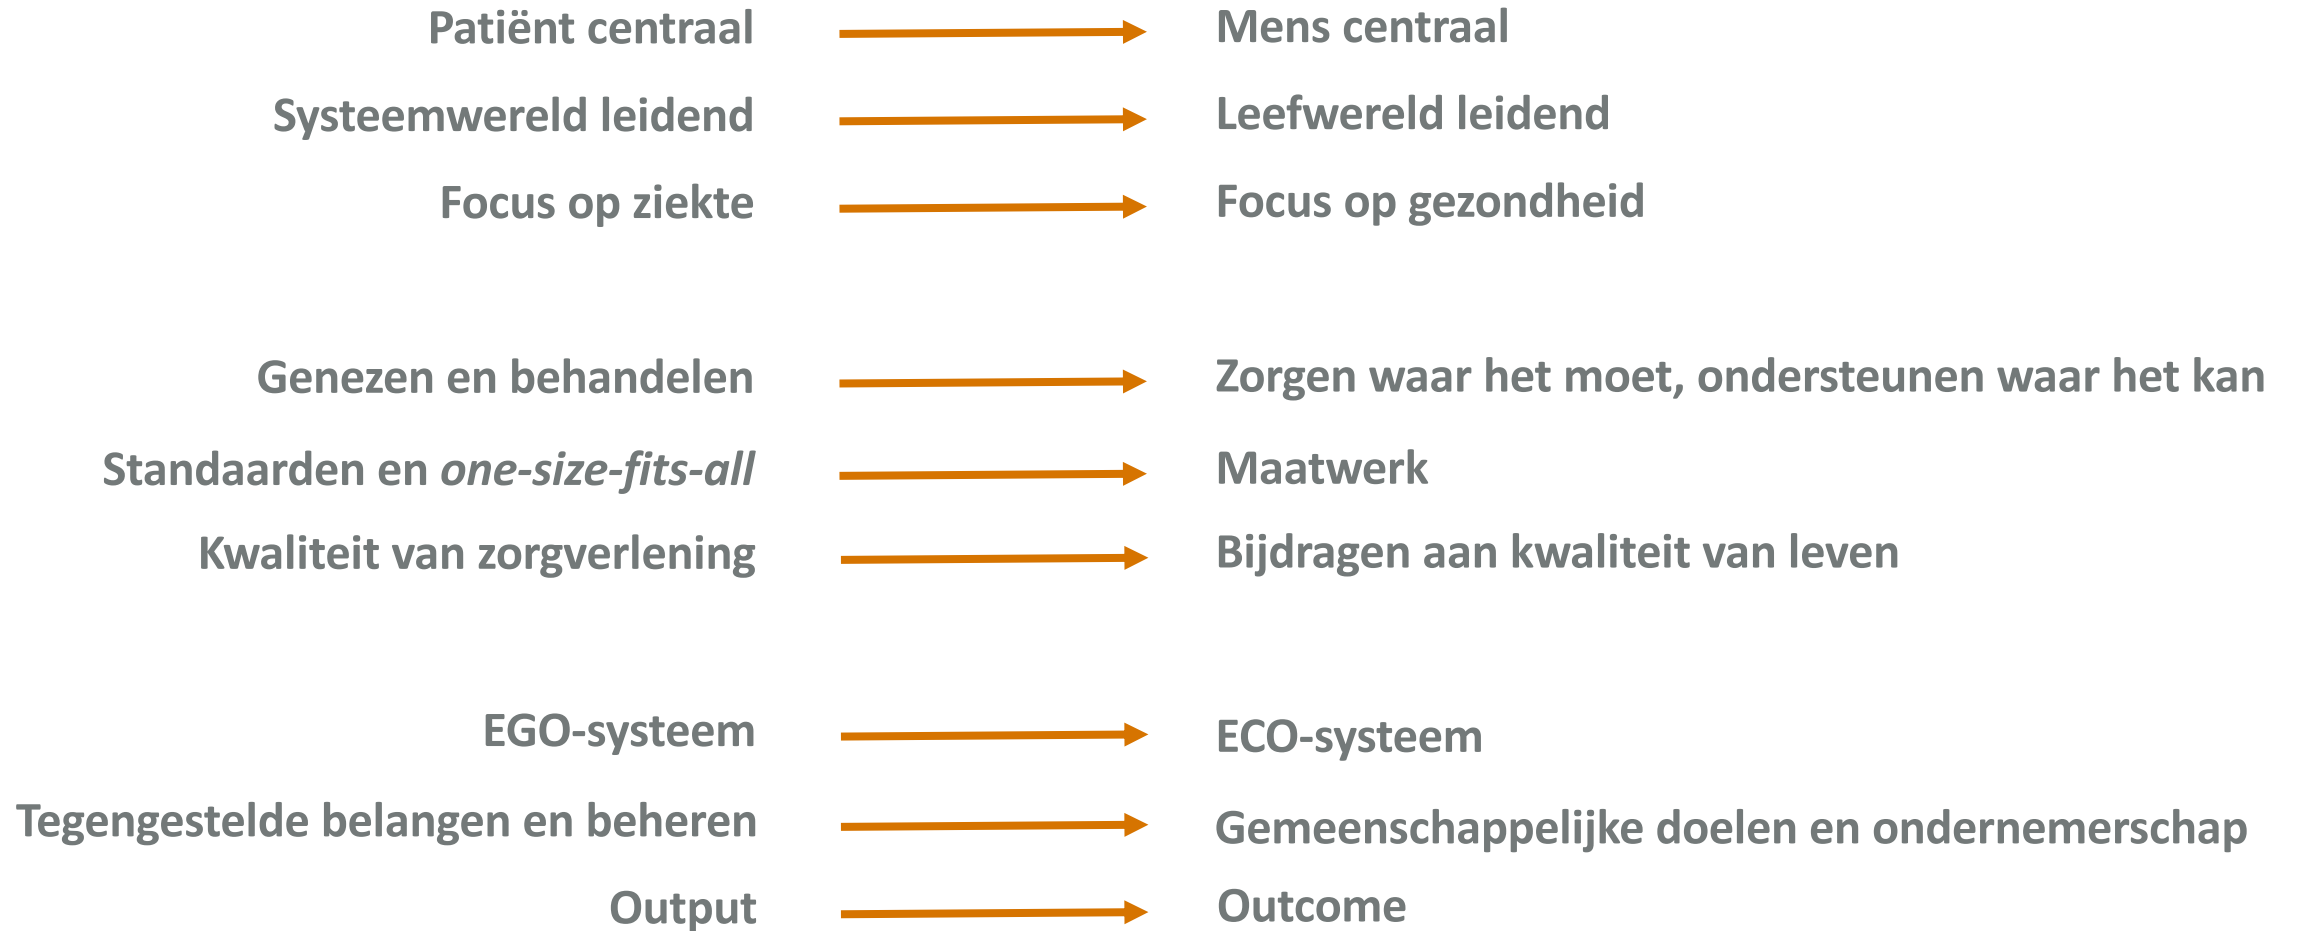 Patiënt centraal Mens centraal
Systeemwereld leidend Leefwereld leidend
Focus op ziekte Focus op gezondheid
Genezen en behandelen Zorgen waar het moet, ondersteunen waar het kan
Standaarden en one-size-fits-all Maatwerk
Kwaliteit van zorgverlening Bijdragen aan kwaliteit van leven
EGO-systeem ECO-systeem
Tegengestelde belangen en beheren Gemeenschappelijke doelen en ondernemerschap
Output Outcome